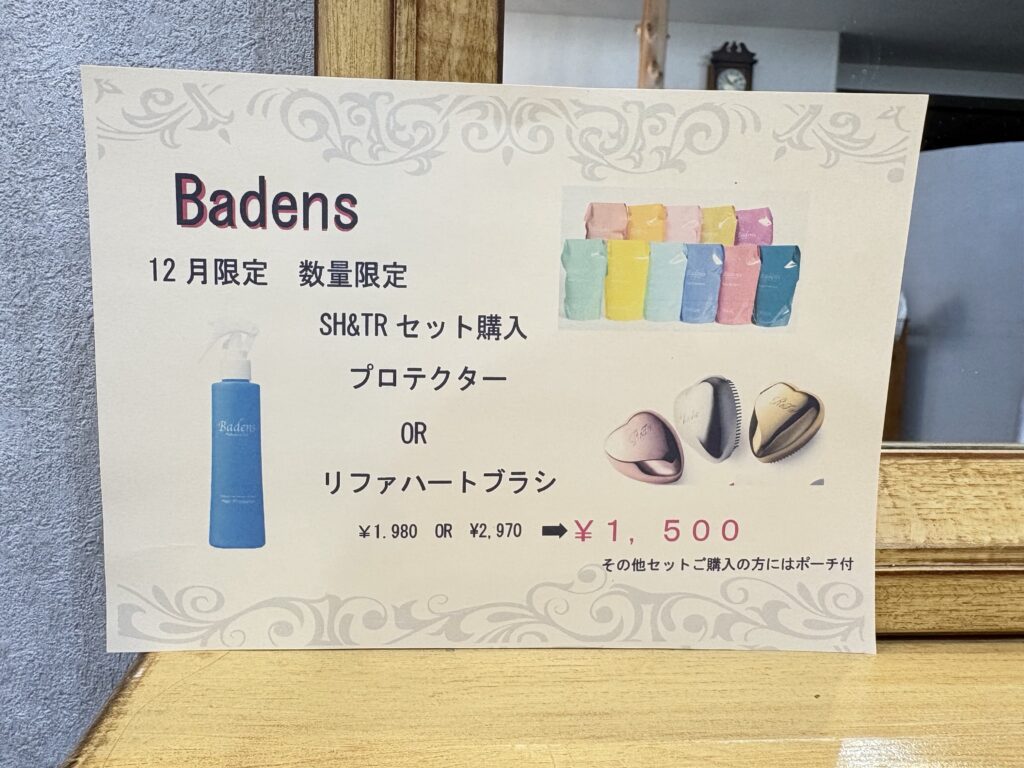 Badens
12月限定　数量限定
SH&TR セット購入
プロテクター
OR
リファハートブラシ
￥1.980　OR　¥2,970　➡￥１，５００
その他セットご購入の方にはポーチ付
Badens